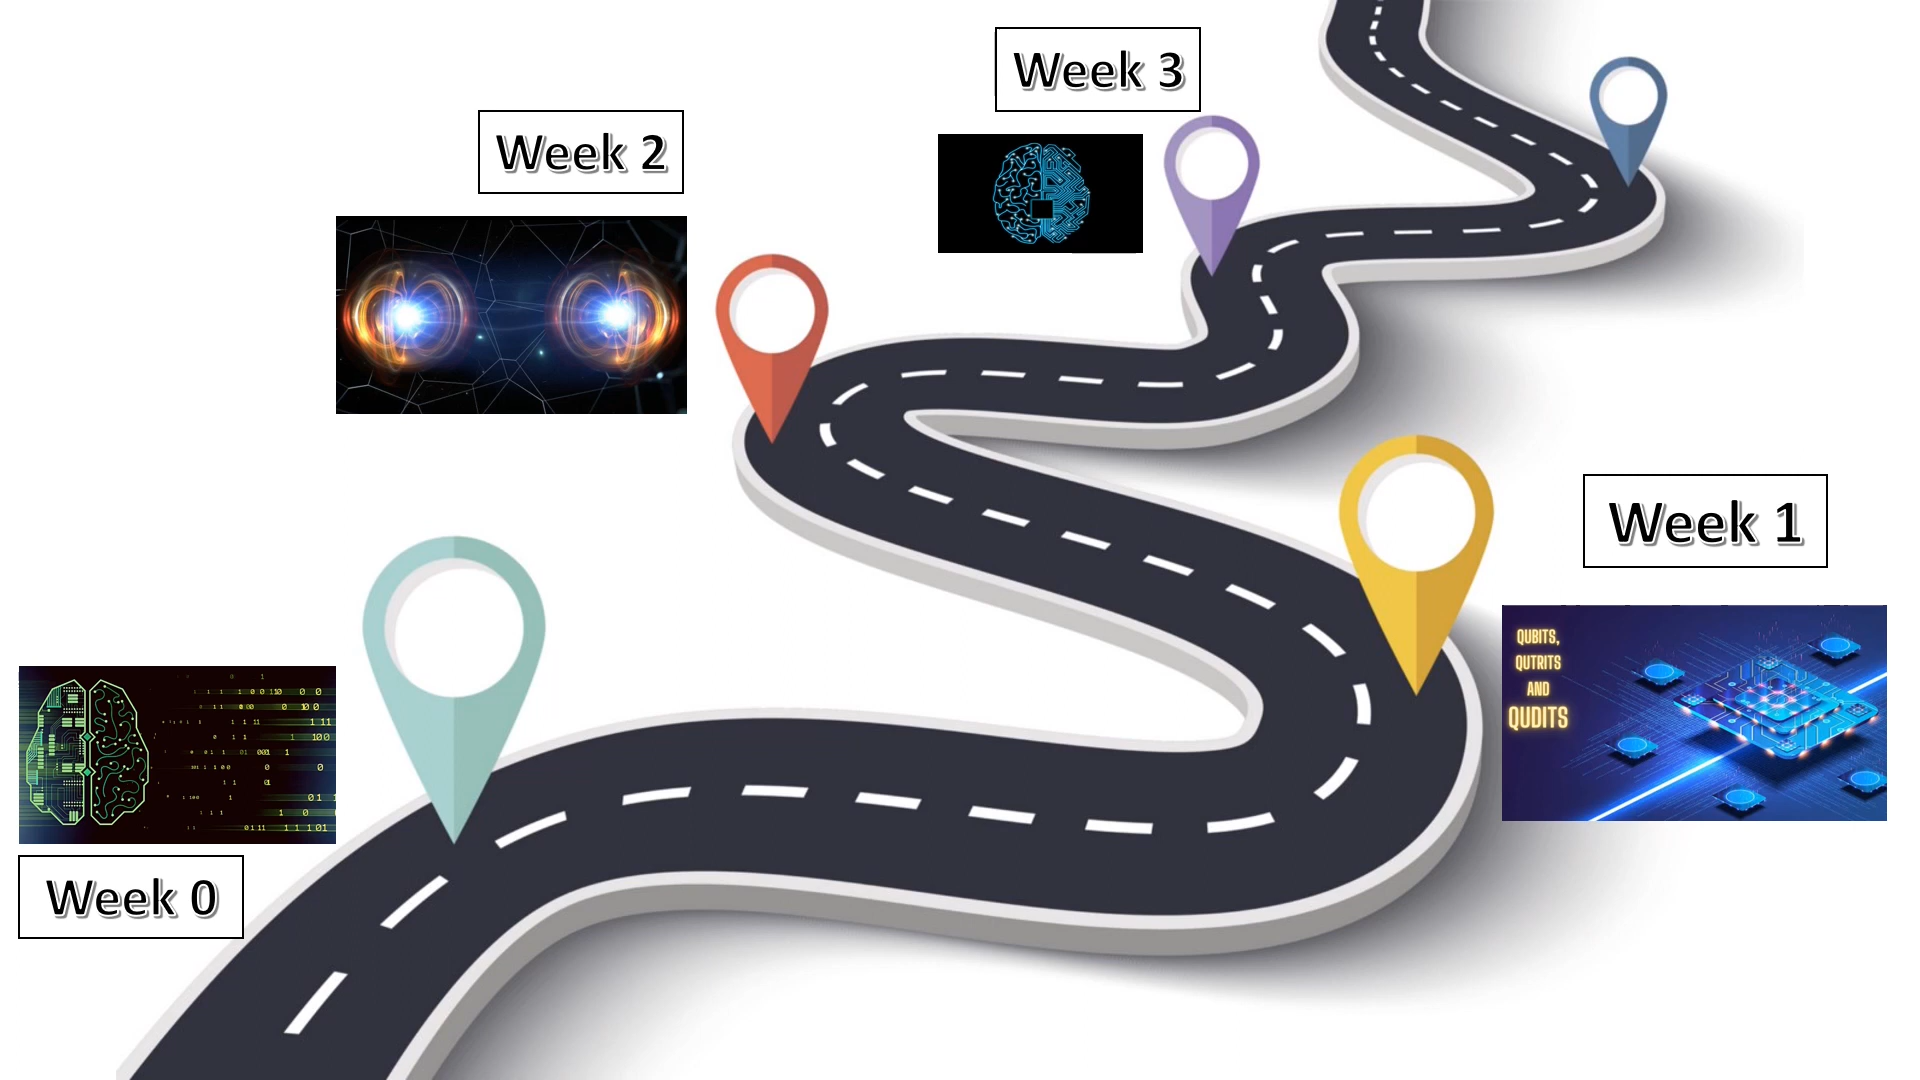 Week 3
Week 2
Week 1
QUBITS,
QUTRITS
AND
QUDITS
Week 0